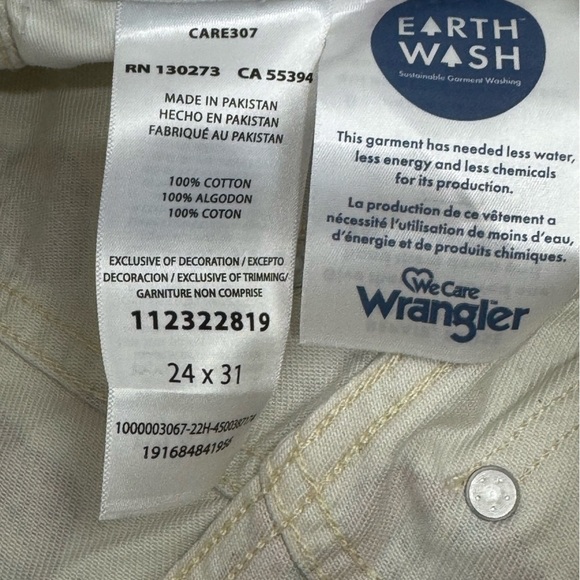 CARE307
RN 130273 CA 55394
MADE IN PAKISTAN
HECHO EN PAKISTÁN
FABRIQUÉ AU PAKISTAN
100% COTTON
100% ALGODON
100% COTON
EXCLUSIVE OF DECORATION / EXCEPTO
DECORACION / EXCLUSIVE OF TRIMMING/
GARNITURE NON COMPRISE
112322819
24 x 31
EARTH
WASH
Sustainable Garment Washing
This garment has needed less water,
less energy and less chemicals
for its production.
La production de ce vêtement a
nécessité l'utilisation de moins d'eau,
d'énergie et de produits chimiques.
We Care
Wrangler